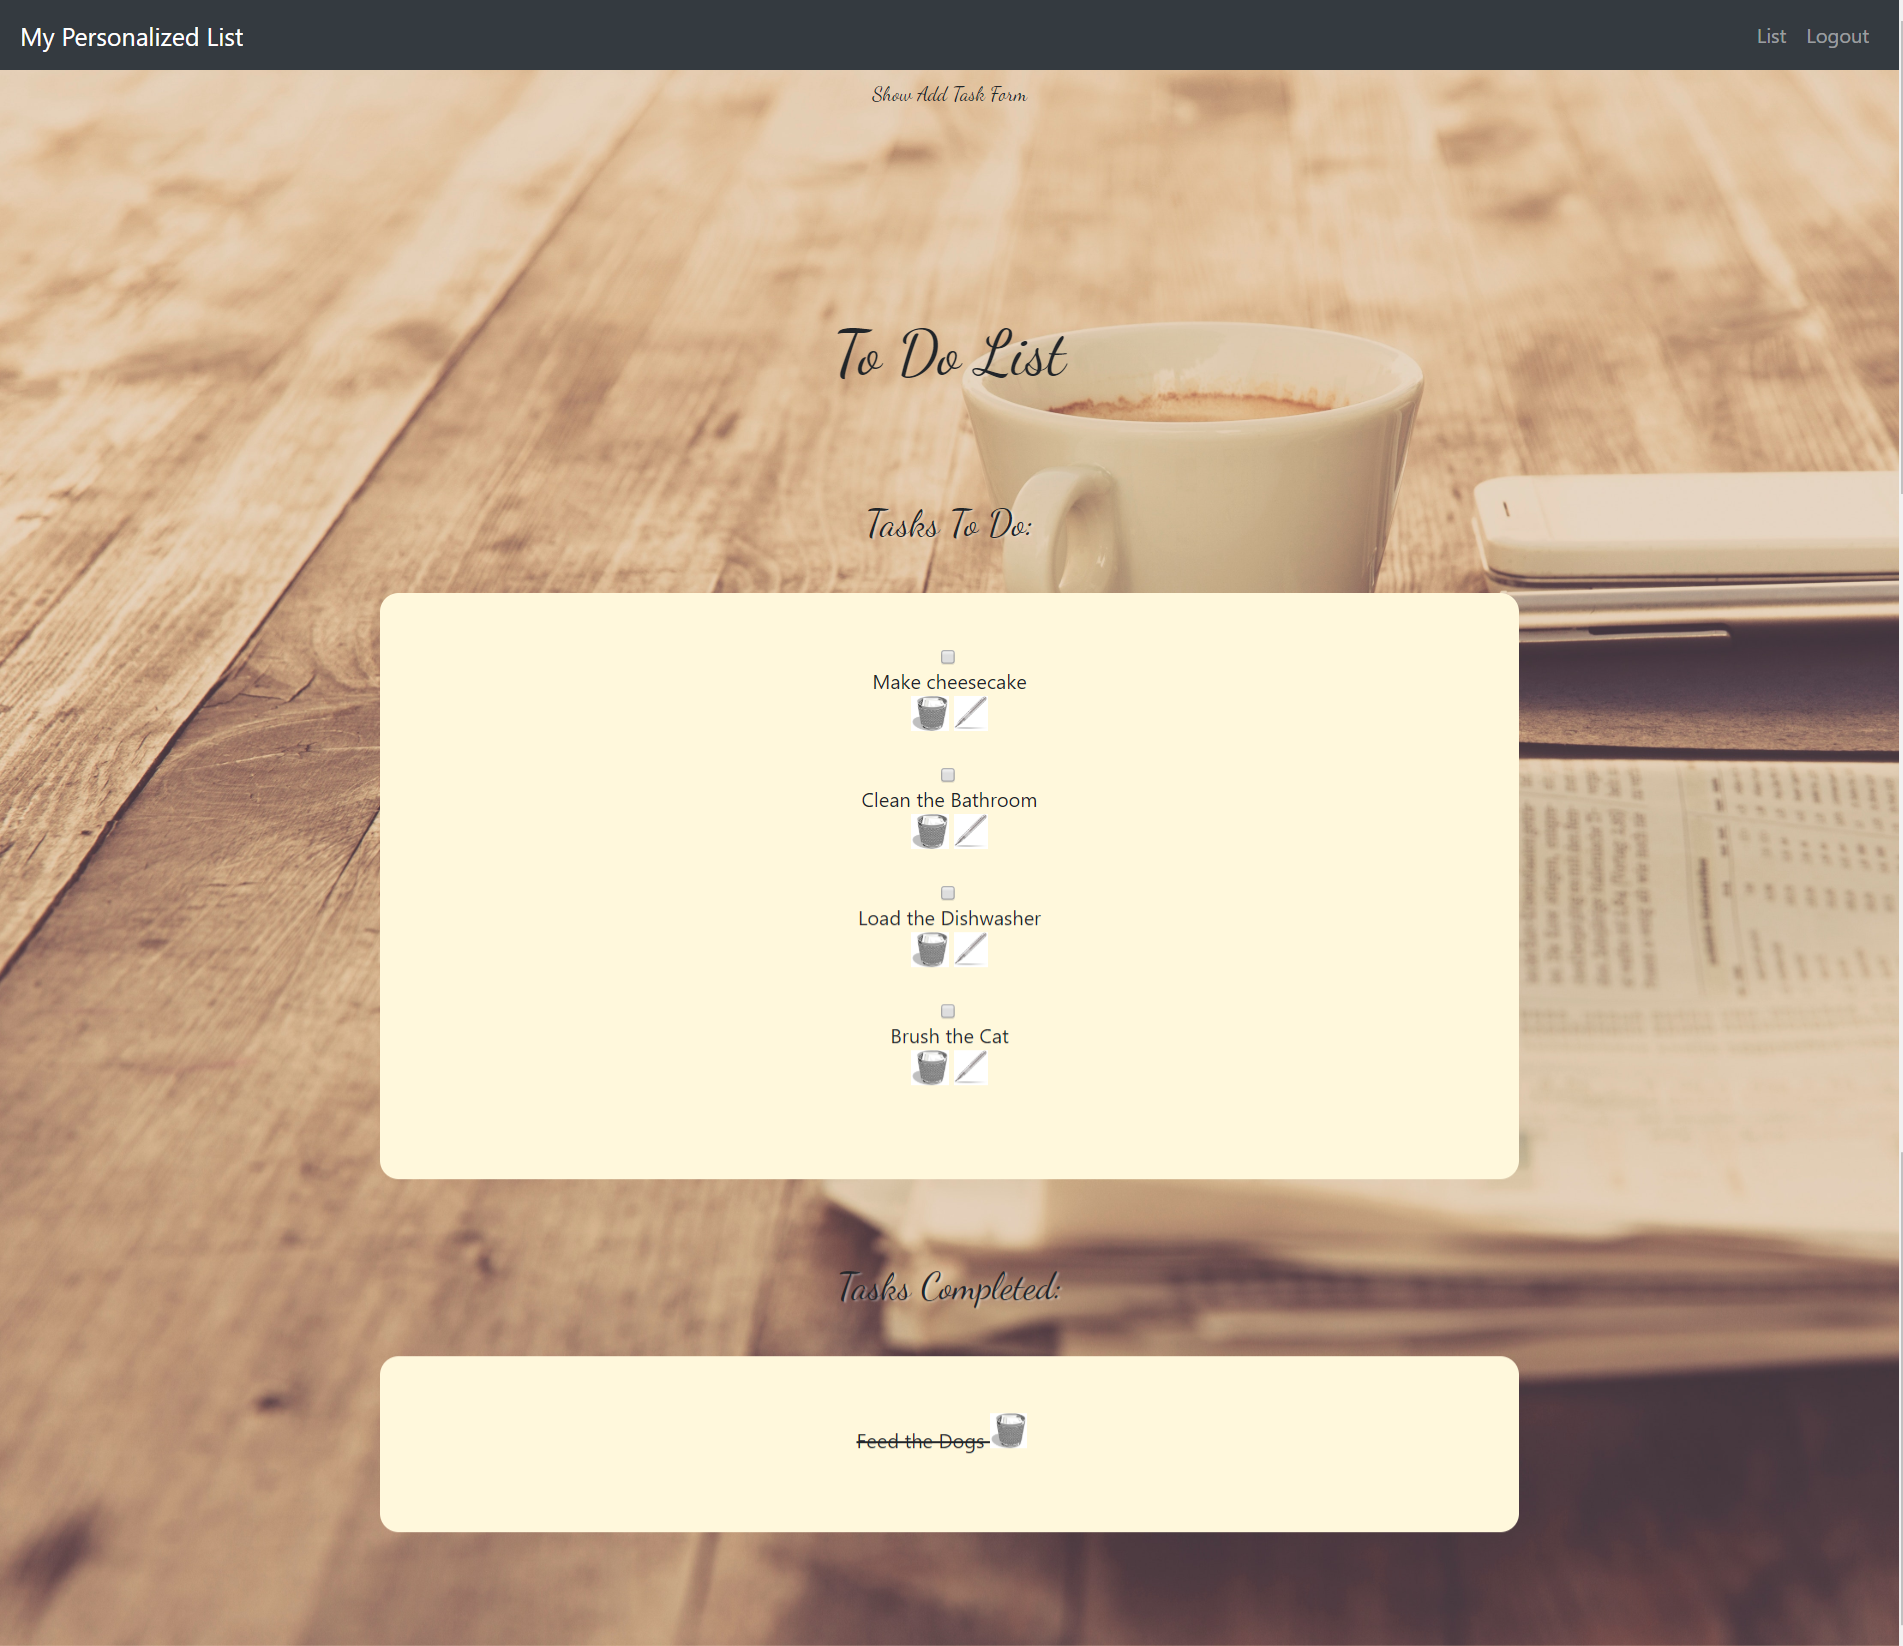 My Personalized List
List
Logout
Show Add Task Form
To Do List
Tasks To Do:
Make cheesecake
Clean the Bathroom
Load the Dishwasher
Brush the Cat
Tasks Completed:
Feed the Dogs